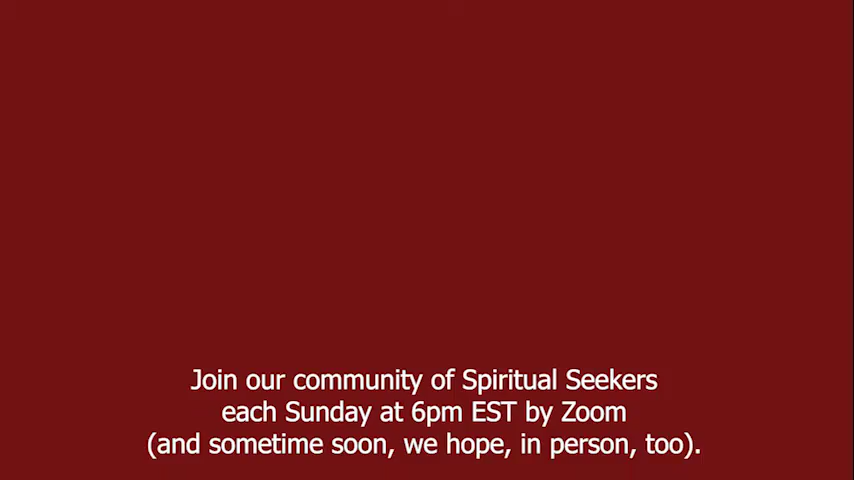 Join our community of Spiritual Seekers
each Sunday at 6pm EST by Zoom
(and sometime soon, we hope, in person, too).